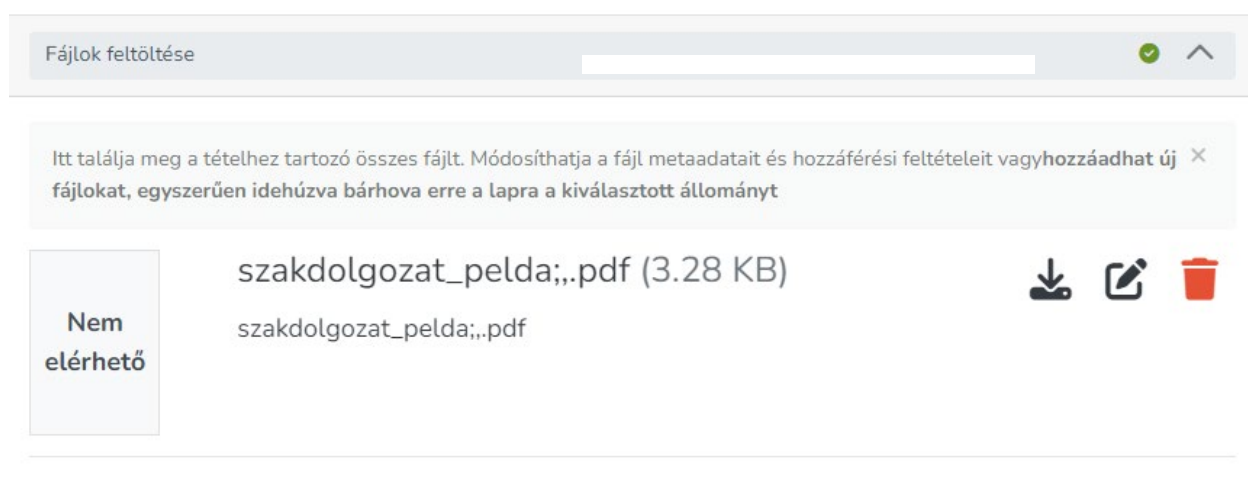 Fájlok feltöltése
Itt találja meg a tételhez tartozó összes fájlt. Módosíthatja a fájl metaadatait és hozzáférési feltételeit vagyhozzáadhat új
fájlokat, egyszerűen idehúzva bárhova erre a lapra a kiválasztott állományt
szakdolgozat_pelda;,.pdf (3.28 KB)
Nem
elérhető
szakdolgozat_pelda;,.pdf